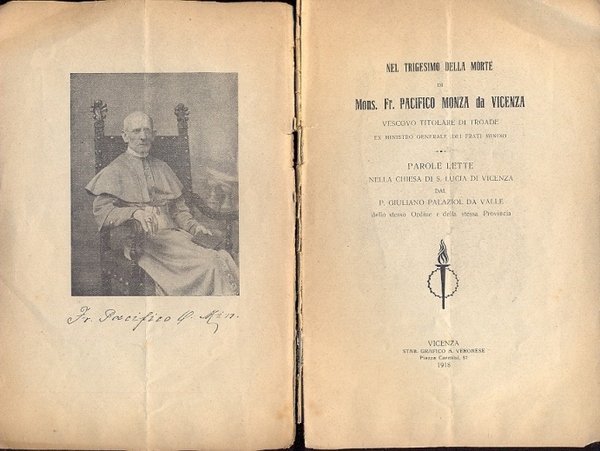 Fr. Pacifico O. Min.
NEL TRIGESIMO DELLA MORTE
DI
Mons. Fr. PACIFICO MONZA da VICENZA
VESCOVO TITOLARE DI TROADE
EX MINISTRO GENERALE DEI FRATI MINORI
PAROLE LETTE
NELLA CHIESA DI S. LUCIA DI VICENZA
DAL
P. GIULIANO PALAZIOL DA VALLE
dello stesso Ordine e della stessa Provincia
VICENZA
STAB. GRAFICO A. VERONESE
Piazza
1918